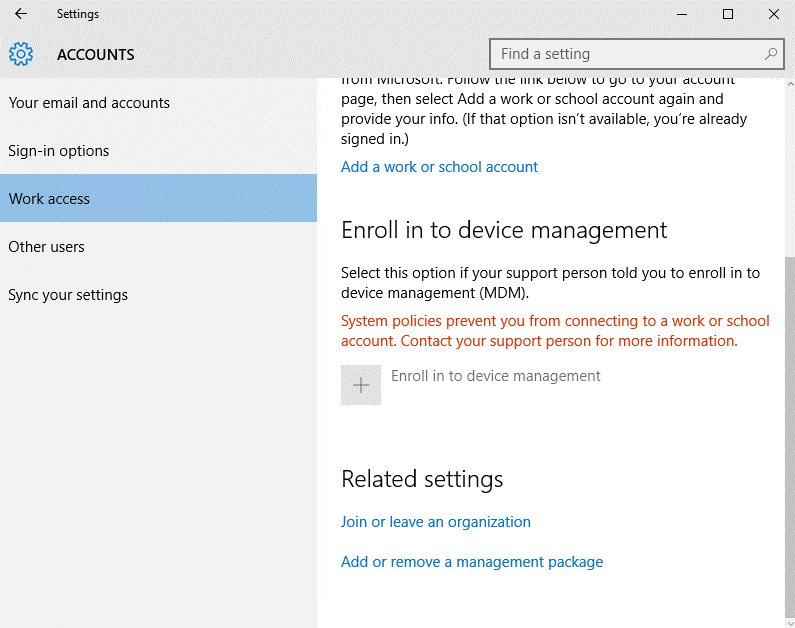 Settings
ACCOUNTS
Find a setting
Your email and accounts
Sign-in options
Work access
Other users
Sync your settings
from Microsoft. Follow the link below to go to your account
page, then select Add a work or school account again and
provide your info. (If that option isn't available, you're already
signed in.)
Add a work or school account
Enroll in to device management
Select this option if your support person told you to enroll in to
device management (MDM).
System policies prevent you from connecting to a work or school
account. Contact your support person for more information.
Enroll in to device management
Related settings
Join or leave an organization
Add or remove a management package